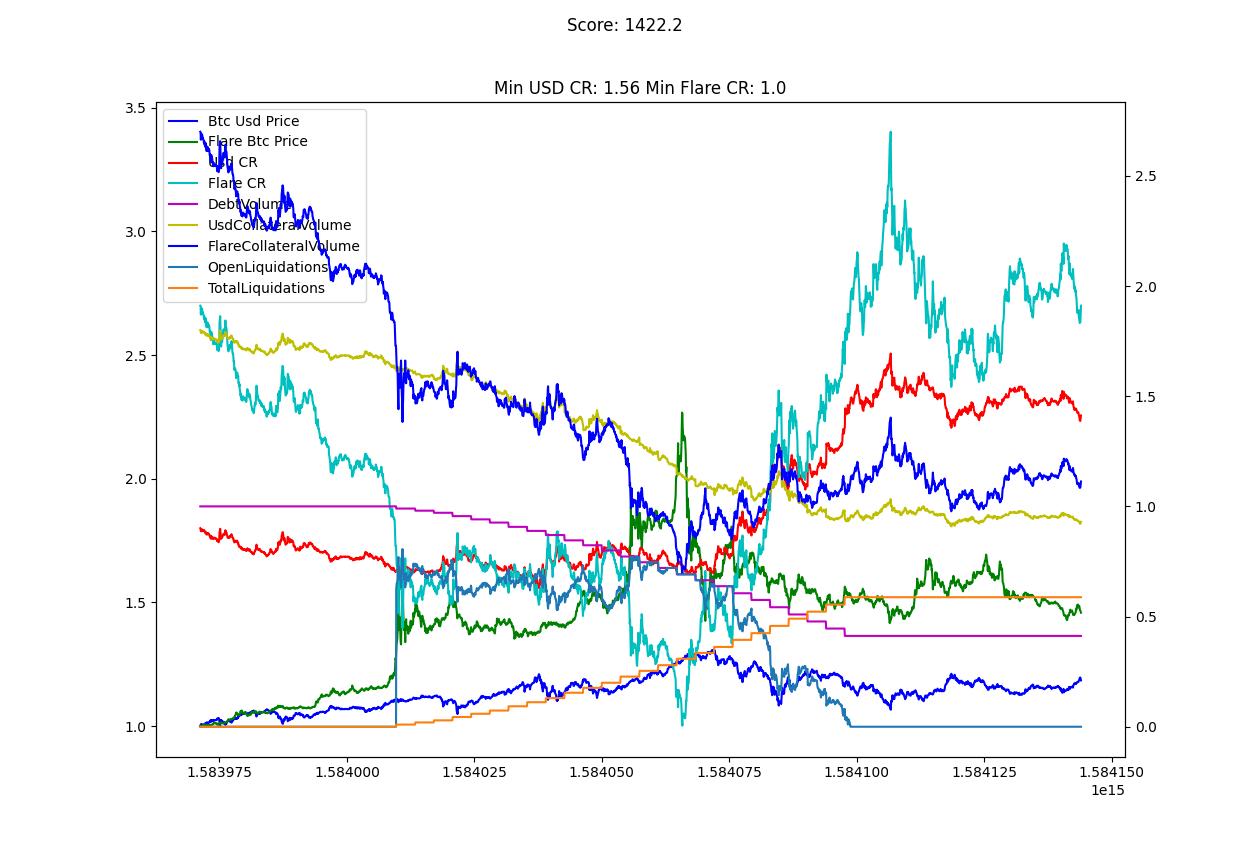 Score: 1422.2
Min USD CR: 1.56 Min Flare CR: 1.0
Btc Usd Price
Flare Btc Price
Usd CR
Flare CR
DebtVolume
UsdCollateralVolume
FlareCollateralVolume
OpenLiquidations
TotalLiquidations
3.5
3.0
2.5
2.0
1.5
1.0
2.5
2.0
1.5
1.0
0.5
0.0
1.583975
1.584000
1.584025
1.584050
1.584075
1.584100
1.584125
1.584150
1e15